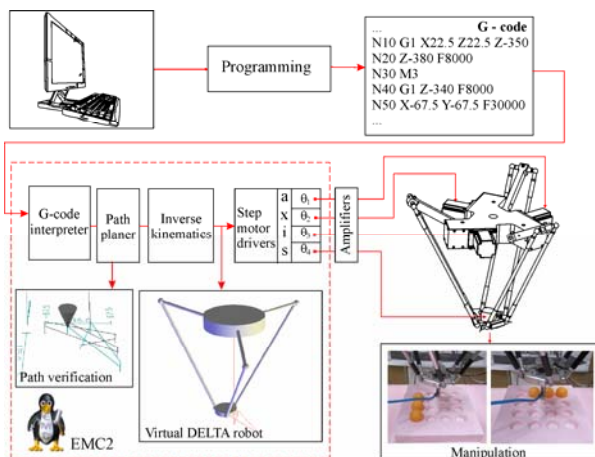 ...
G - code
N10 G1 X22.5 Z22.5 Z-350
N20 Z-380 F8000
N30 M3
N40 G1 Z-340 F8000
N50 X-67.5 Y-67.5 F30000
...
Programming
G-code
interpreter
Path
planer
Inverse
kinematics
Step
motor
drivers
a
x
i
s
θ1
θ2
θ3
θ4
Amplifiers
Path verification
Virtual DELTA robot
EMC2
Manipulation